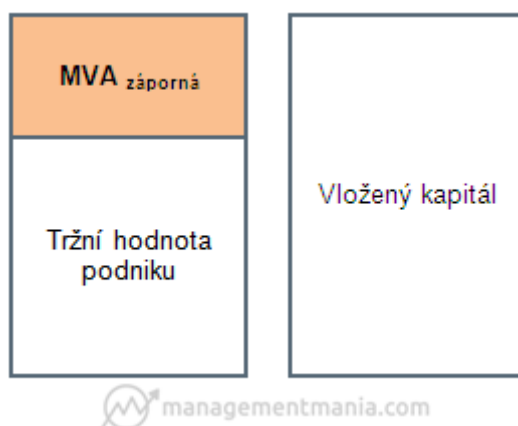 MVA záporná
Tržní hodnota
podniku
Vložený kapitál
managementmania.com